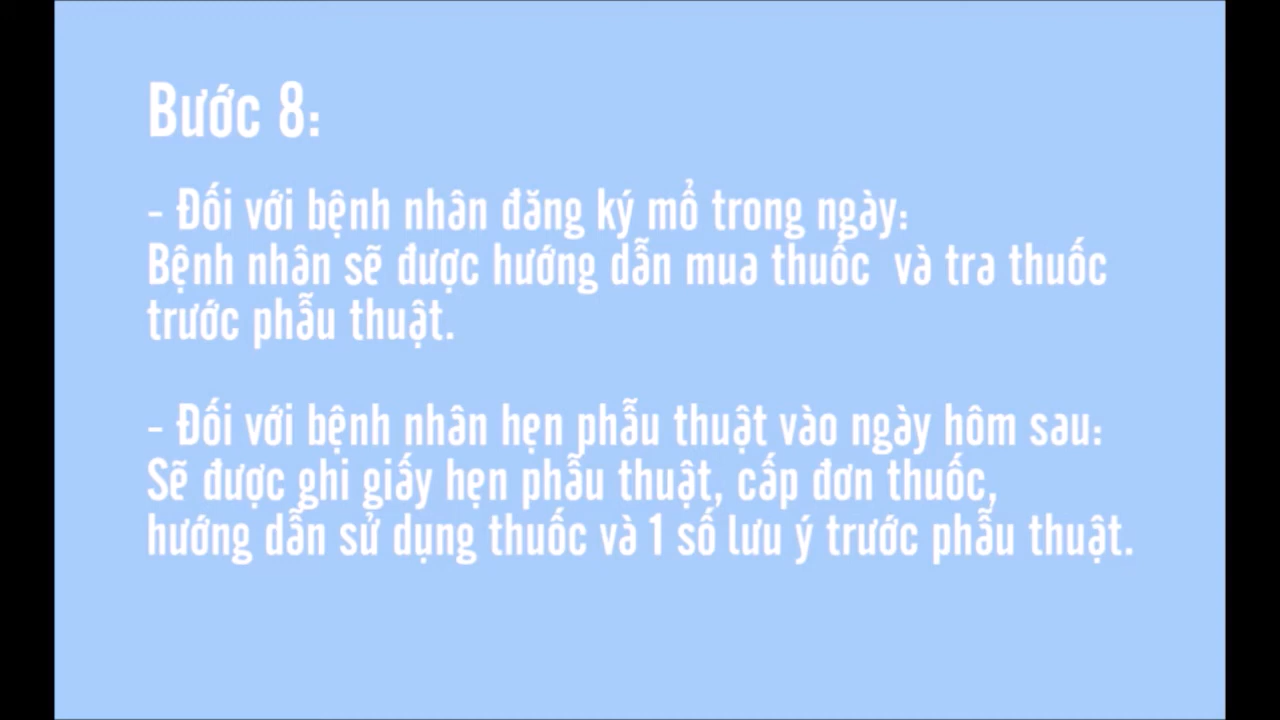 Bước 8:
- Đối với bệnh nhân đăng ký mổ trong ngày:
Bệnh nhân sẽ được hướng dẫn mua thuốc  và tra thuốc
trước phẫu thuật.
- Đối với bệnh nhân hẹn phẫu thuật vào ngày hôm sau:
Sẽ được ghi giấy hẹn phẫu thuật, cấp đơn thuốc,
hướng dẫn sử dụng thuốc và 1 số lưu ý trước phẫu thuật.